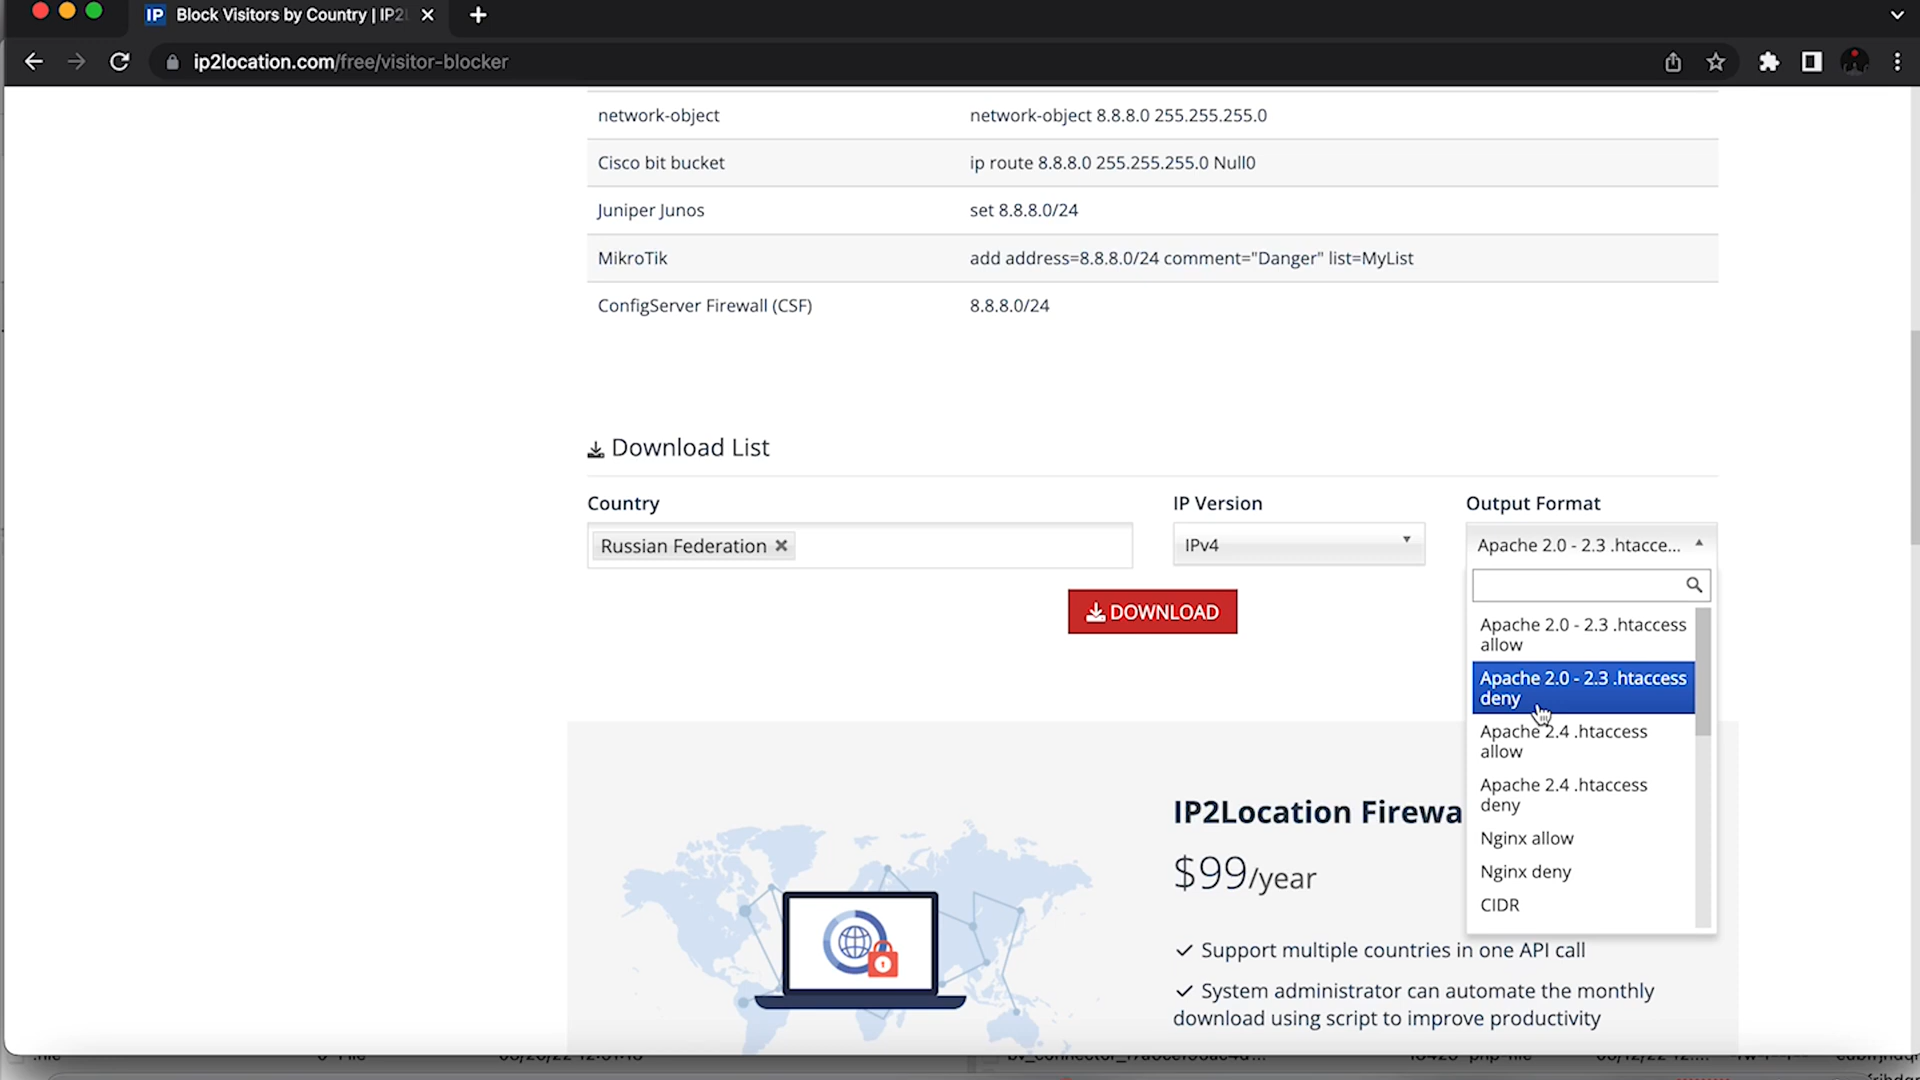 IP Block Visitors by Country | IP2
ip2location.com/free/visitor-blocker
network-object network-object 8.8.8.0 255.255.255.0
Cisco bit bucket ip route 8.8.8.0 255.255.255.0 Null0
Juniper Junos set 8.8.8.0/24
MikroTik add address=8.8.8.0/24 comment="Danger" list=MyList
ConfigServer Firewall (CSF) 8.8.8.0/24
Download List
Country IP Version Output Format
Russian Federation IPv4 Apache 2.0 - 2.3 .htacce...
DOWNLOAD
Apache 2.0 - 2.3 .htaccess
allow
Apache 2.0 - 2.3 .htaccess
deny
Apache 2.4 .htaccess
allow
Apache 2.4 .htaccess
deny
Nginx allow
Nginx deny
CIDR
IP2Location Firewa
$99/year
✓ Support multiple countries in one API call
✓ System administrator can automate the monthly
download using script to improve productivity